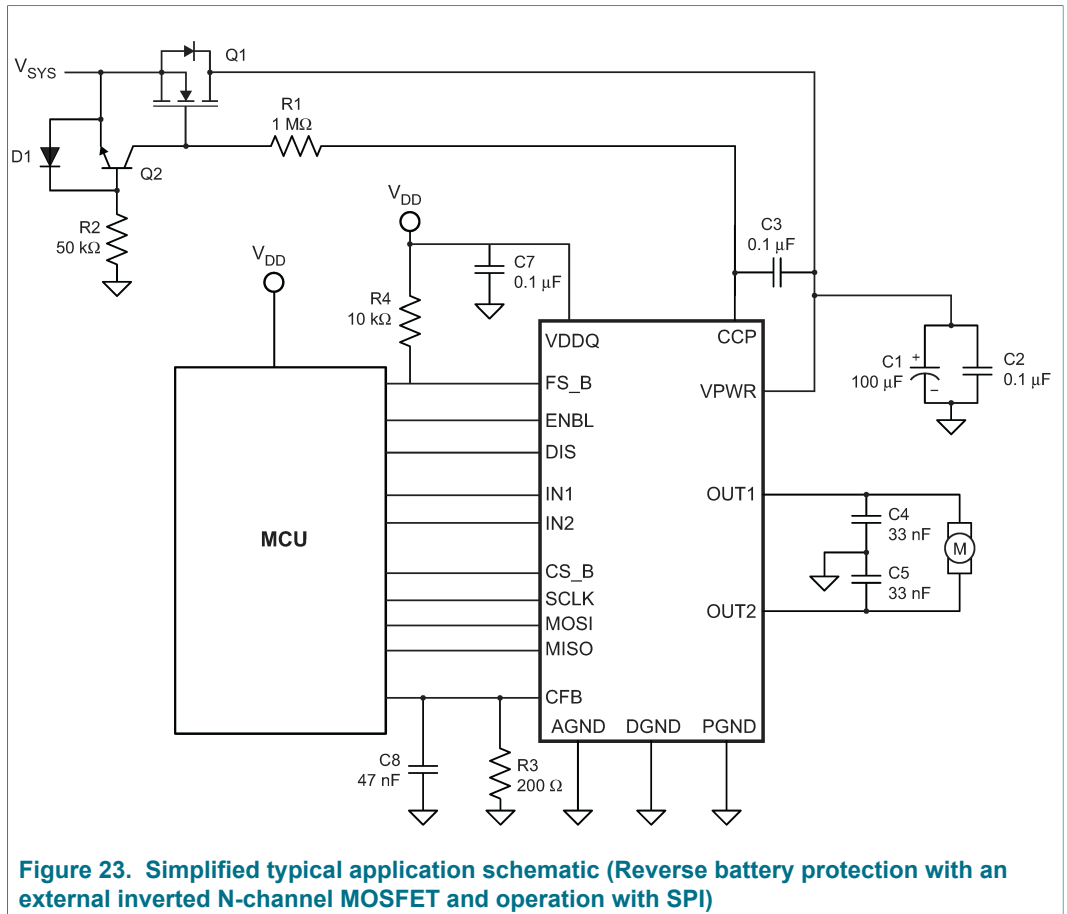 V_SYS
Q1
R1
1 MΩ
D1
Q2
R2
50 kΩ
V_DD
V_DD
C7
0.1 µF
R4
10 kΩ
C3
0.1 µF
C1
100 µF
+
−
C2
0.1 µF
MCU
VDDQ
CCP
FS_B
VPWR
ENBL
DIS
IN1
OUT1
IN2
CS_B
SCLK
OUT2
MOSI
MISO
CFB
AGND DGND PGND
C4
33 nF
M
C5
33 nF
C8
47 nF
R3
200 Ω
Figure 23. Simplified typical application schematic (Reverse battery protection with an
external inverted N-channel MOSFET and operation with SPI)